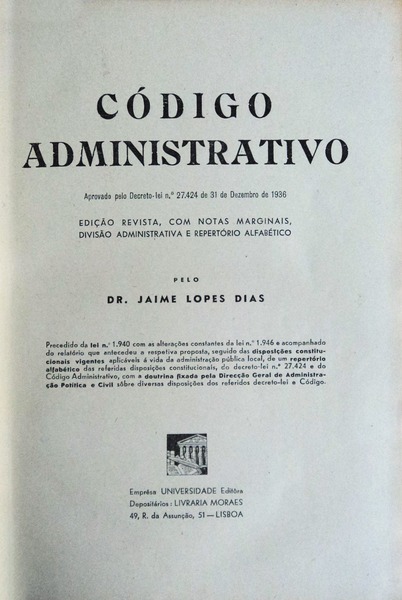 CÓDIGO
ADMINISTRATIVO
Aprovado pelo Decreto-lei n.º 27.424 de 31 de Dezembro de 1936
EDIÇÃO REVISTA, COM NOTAS MARGINAIS,
DIVISÃO ADMINISTRATIVA E REPERTÓRIO ALFABÉTICO
PELO
DR. JAIME LOPES DIAS
Precedido da lei n.º 1.940 com as alterações constantes da lei n.º 1.946 e acompanhado
do relatório que antecedeu a respetiva proposta, seguido das disposições constitu-
cionais vigentes aplicáveis á vida da administração pública local, de um repertório
alfabético das referidas disposições constitucionais, do decreto-lei n.º 27.424 e do
Código Administrativo, com a doutrina fixada pela Direcção Geral de Administra-
ção Política e Civil sôbre diversas disposições dos referidos decreto-lei e Código.
Emprêsa UNIVERSIDADE Editôra
Depositários: LIVRARIA MORAES
49, R. da Assunção, 51 — LISBOA